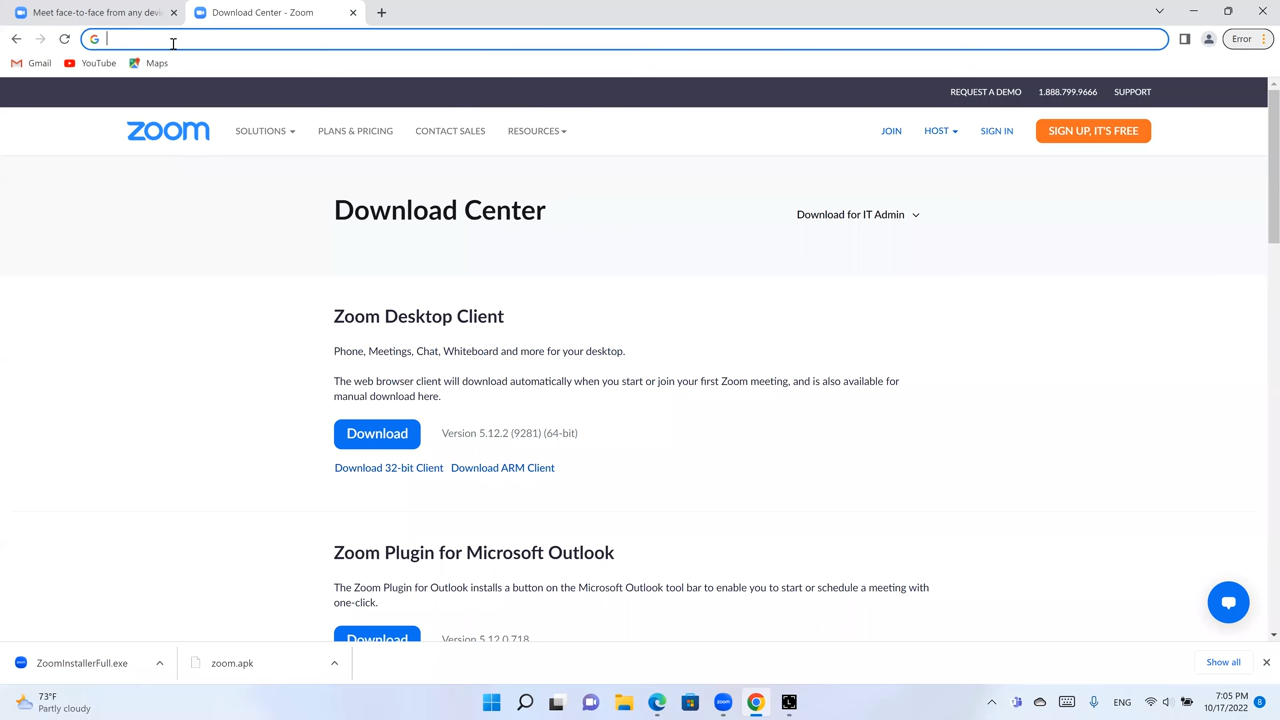 Meet face-to-face from any devi
Download Center - Zoom
Error
Gmail
YouTube
Maps
REQUEST A DEMO
1.888.799.9666
SUPPORT
zoom
SOLUTIONS
PLANS & PRICING
CONTACT SALES
RESOURCES
JOIN
HOST
SIGN IN
SIGN UP, IT'S FREE
Download Center
Download for IT Admin
Zoom Desktop Client
Phone, Meetings, Chat, Whiteboard and more for your desktop.
The web browser client will download automatically when you start or join your first Zoom meeting, and is also available for
manual download here.
Download
Version 5.12.2 (9281) (64-bit)
Download 32-bit Client
Download ARM Client
Zoom Plugin for Microsoft Outlook
The Zoom Plugin for Outlook installs a button on the Microsoft Outlook tool bar to enable you to start or schedule a meeting with
one-click.
Download
Version 5.12.0.718
ZoomInstallerFull.exe
zoom.apk
Show all
73°F
Partly cloudy
ENG
7:05 PM
10/17/2022
8